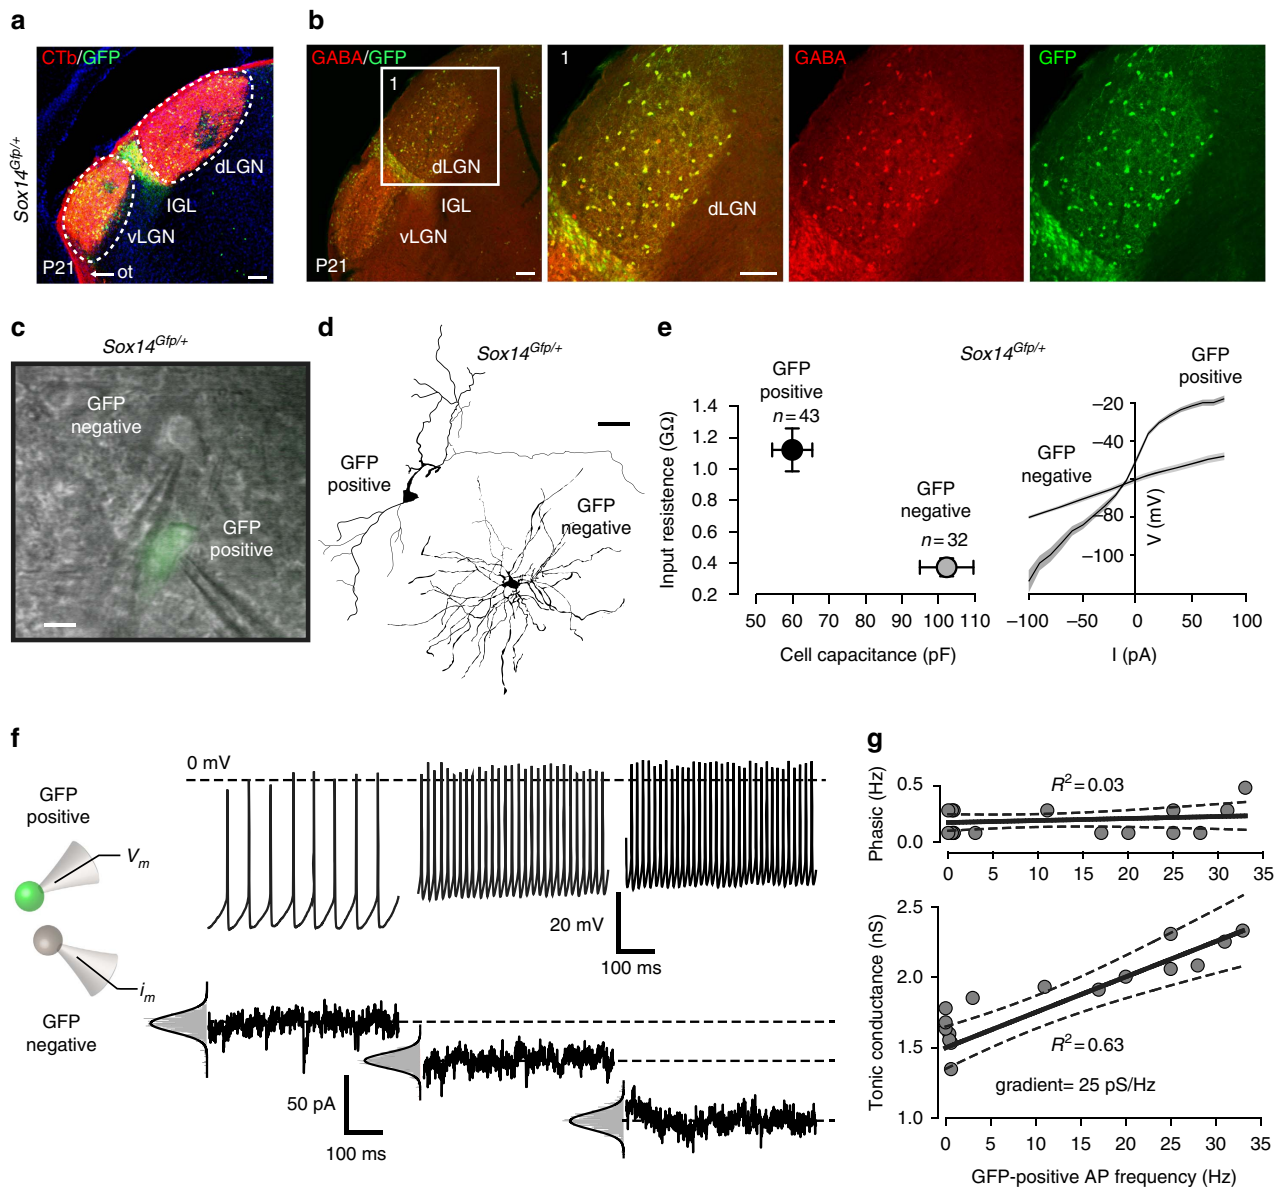 a
CTb/GFP
Sox14Gfp/+
dLGN
IGL
vLGN
P21
ot
b
GABA/GFP
1
dLGN
IGL
vLGN
P21
1
dLGN
GABA
GFP
c
Sox14Gfp/+
GFP
negative
GFP
positive
d
Sox14Gfp/+
GFP
positive
GFP
negative
e
Sox14Gfp/+
Input resistence (GΩ)
1.4
1.2
1.0
0.8
0.6
0.4
0.2
GFP
positive
n=43
GFP
negative
n=32
50 60 70 80 90 100 110
Cell capacitance (pF)
GFP
positive
GFP
negative
−20
−40
−80
−100
V (mV)
−100 −50 0 50 100
I (pA)
f
GFP
positive
Vm
im
GFP
negative
0 mV
20 mV
100 ms
50 pA
100 ms
g
Phasic (Hz)
0.5
0.0
R2=0.03
0 5 10 15 20 25 30 35
Tonic conductance (nS)
2.5
2.0
1.5
1.0
R2=0.63
gradient= 25 pS/Hz
0 5 10 15 20 25 30 35
GFP-positive AP frequency (Hz)